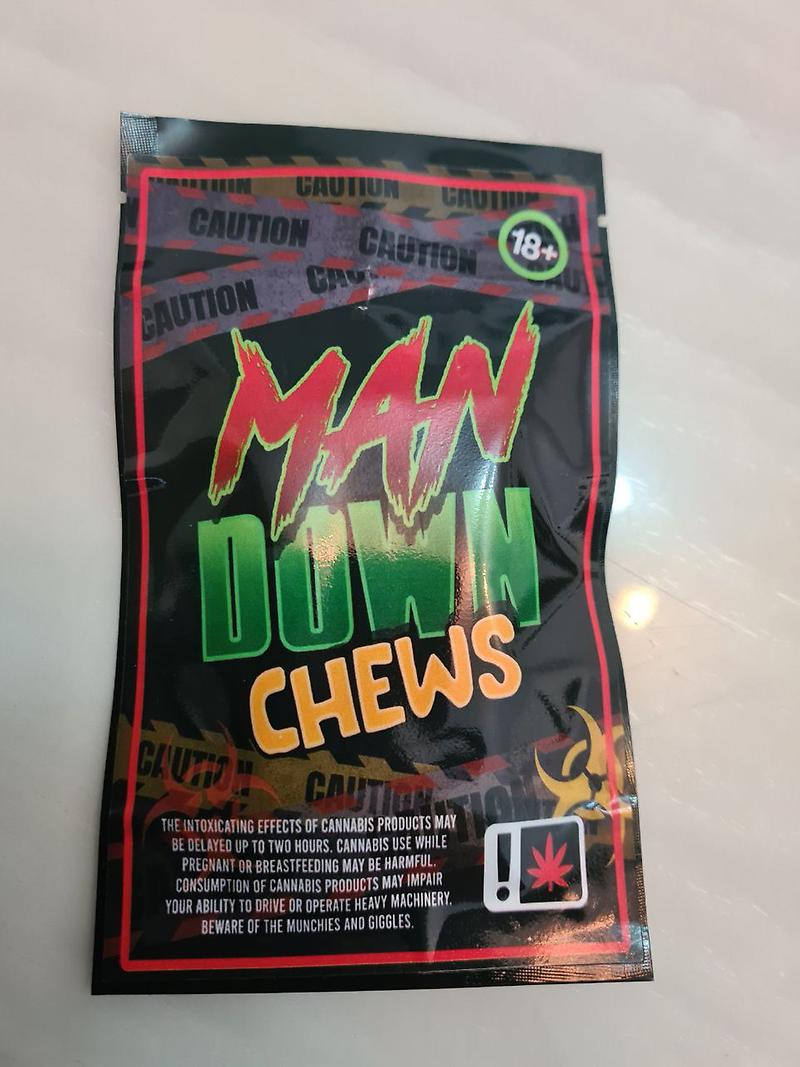 CAUTION CAUTION
CAUTION CAUTION
18+
CAUTION
MAN
DOWN
CHEWS
CAUTION CAUTION
THE INTOXICATING EFFECTS OF CANNABIS PRODUCTS MAY
BE DELAYED UP TO TWO HOURS. CANNABIS USE WHILE
PREGNANT OR BREASTFEEDING MAY BE HARMFUL.
CONSUMPTION OF CANNABIS PRODUCTS MAY IMPAIR
YOUR ABILITY TO DRIVE OR OPERATE HEAVY MACHINERY.
BEWARE OF THE MUNCHIES AND GIGGLES.
!